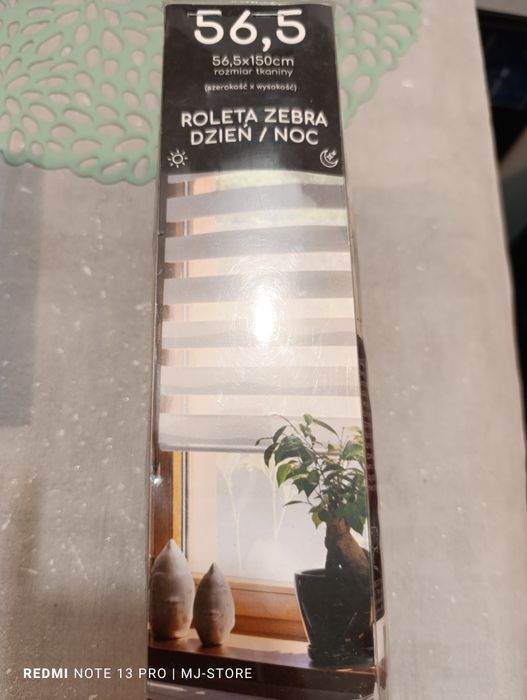 56,5
56,5x150cm
rozmiar tkaniny
(szerokość x wysokość)
ROLETA ZEBRA
DZIEŃ / NOC
REDMI NOTE 13 PRO | MJ-STORE